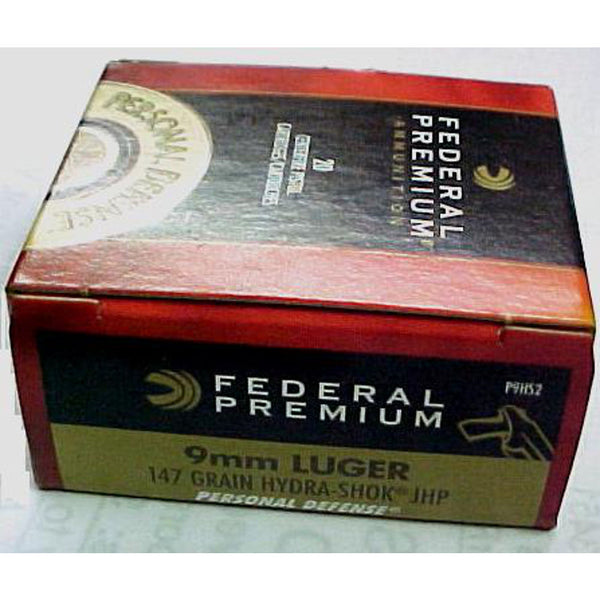 FEDERAL
PREMIUM
AMMUNITION
20
PERSONAL DEFENSE
FEDERAL
PREMIUM
P9HS2
9mm LUGER
147 GRAIN HYDRA-SHOK® JHP
PERSONAL DEFENSE®